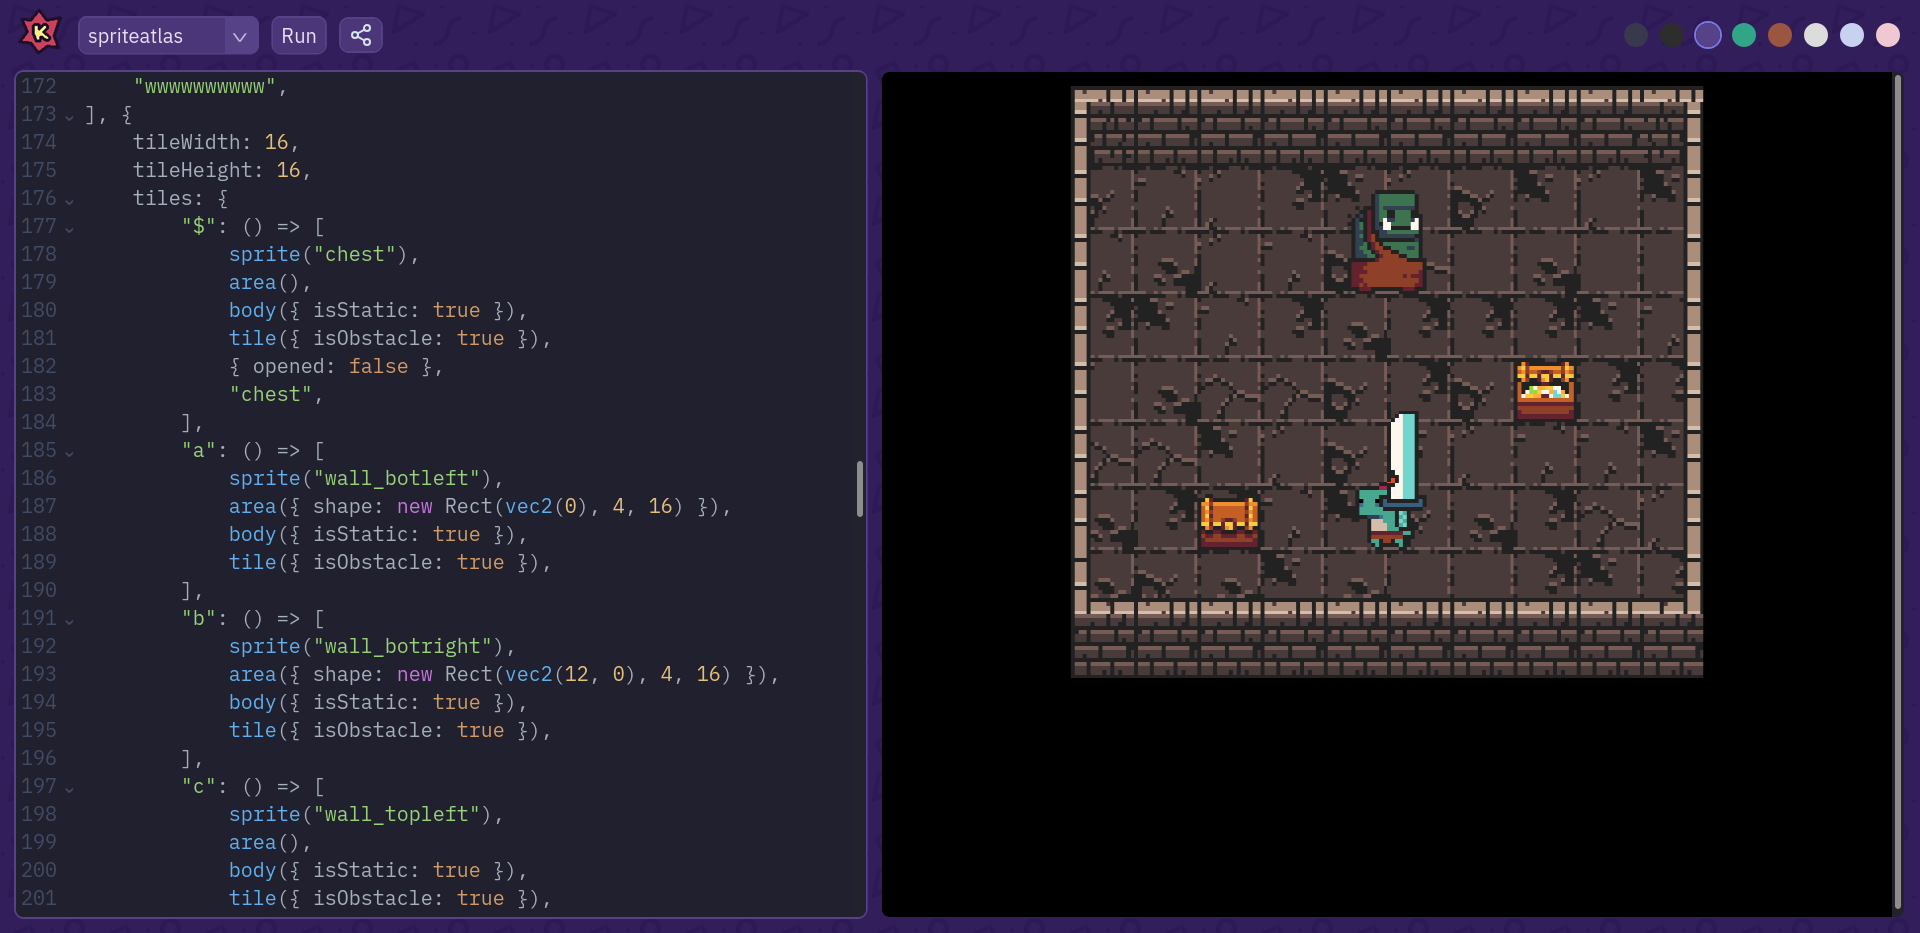 K
spriteatlas
Run
172 "wwwwwwwwww",
173 ], {
174 tileWidth: 16,
175 tileHeight: 16,
176 tiles: {
177 "$": () => [
178 sprite("chest"),
179 area(),
180 body({ isStatic: true }),
181 tile({ isObstacle: true }),
182 { opened: false },
183 "chest",
184 ],
185 "a": () => [
186 sprite("wall_botleft"),
187 area({ shape: new Rect(vec2(0), 4, 16) }),
188 body({ isStatic: true }),
189 tile({ isObstacle: true }),
190 ],
191 "b": () => [
192 sprite("wall_botright"),
193 area({ shape: new Rect(vec2(12, 0), 4, 16) }),
194 body({ isStatic: true }),
195 tile({ isObstacle: true }),
196 ],
197 "c": () => [
198 sprite("wall_topleft"),
199 area(),
200 body({ isStatic: true }),
201 tile({ isObstacle: true }),